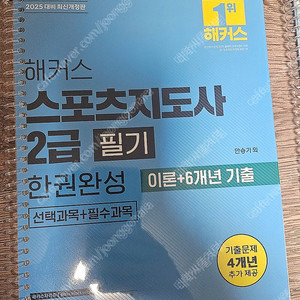 2025 대비 최신개정판
1위
해커스
해커스
스포츠지도사
2급 필기
한권완성
이론+6개년 기출
선택과목+필수과목
안승기 외
기출문제
4개년
추가 제공